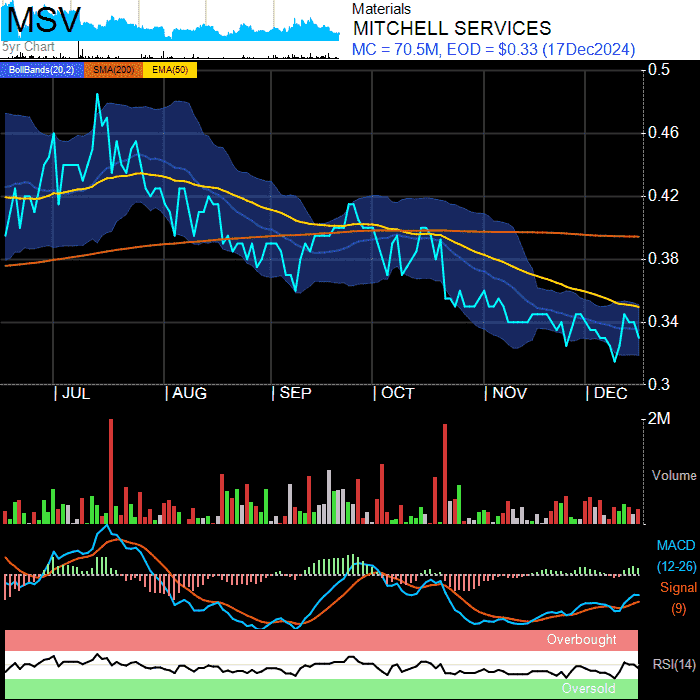 MSV
5yr Chart
Materials
MITCHELL SERVICES
MC = 70.5M, EOD = $0.33 (17Dec2024)
BollBands(20,2) SMA(200) EMA(50)
0.5
0.46
0.42
0.38
0.34
0.3
JUL AUG SEP OCT NOV DEC
2M
Volume
MACD
(12-26)
Signal
(9)
Overbought
RSI(14)
Oversold